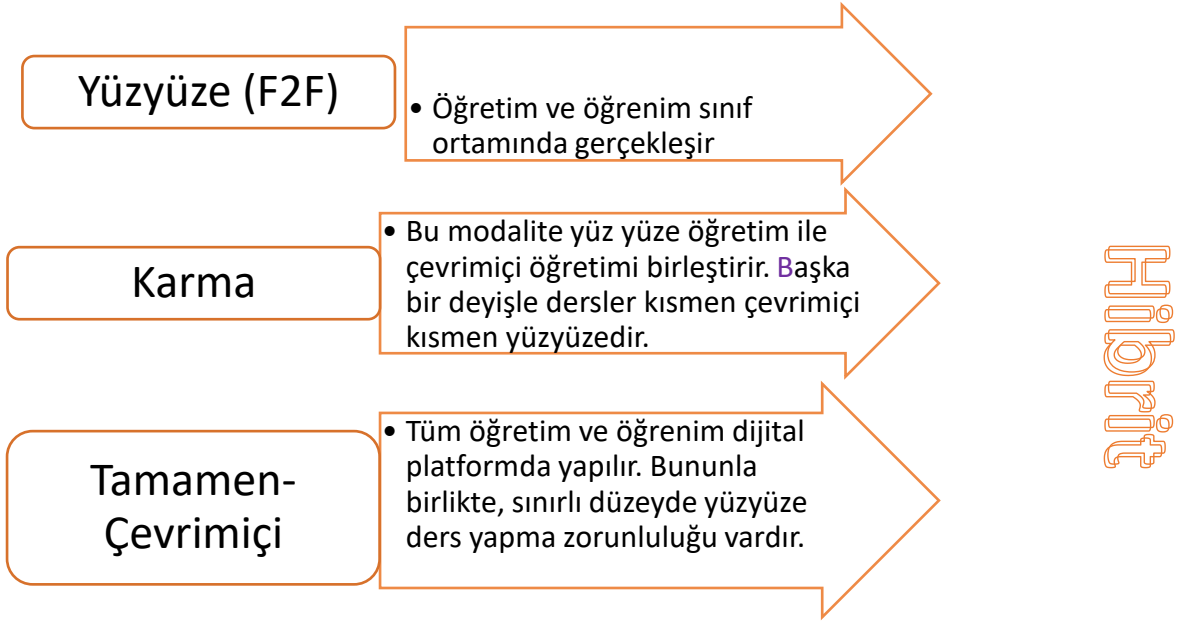 Yüzyüze (F2F)
• Öğretim ve öğrenim sınıf
ortamında gerçekleşir
Karma
• Bu modalite yüz yüze öğretim ile
çevrimiçi öğretimi birleştirir. Başka
bir deyişle dersler kısmen çevrimiçi
kısmen yüzyüzedir.
Tamamen-
Çevrimiçi
• Tüm öğretim ve öğrenim dijital
platformda yapılır. Bununla
birlikte, sınırlı düzeyde yüzyüze
ders yapma zorunluluğu vardır.
Hibrit